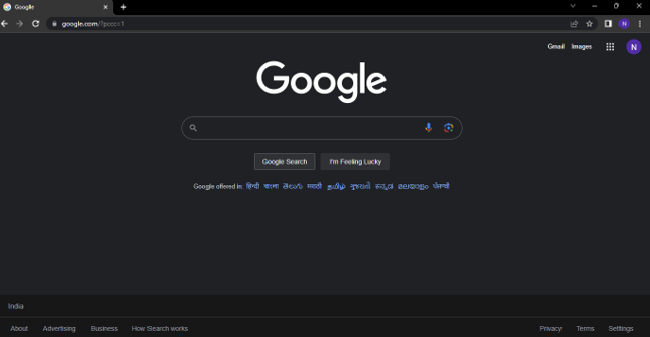 Google
google.com/?pccc=1
Gmail Images
N
Google
Google Search I'm Feeling Lucky
Google offered in: हिन्दी বাংলা తెలుగు मराठी தமிழ் ગુજરાતી ಕನ್ನಡ മലയാളം ਪੰਜਾਬੀ
India
About Advertising Business How Search works
Privacy Terms Settings